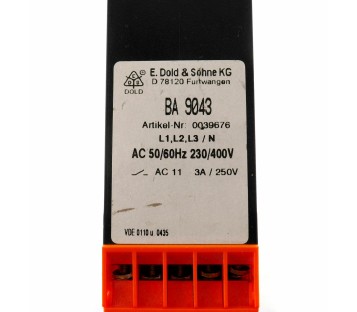 E. Dold & Söhne KG
D 78120 Furtwangen
DOLD
BA 9043
Artikel-Nr. 0039676
L1,L2,L3 / N
AC 50/60Hz 230/400V
AC 11 3A / 250V
VDE 0110 u 0435